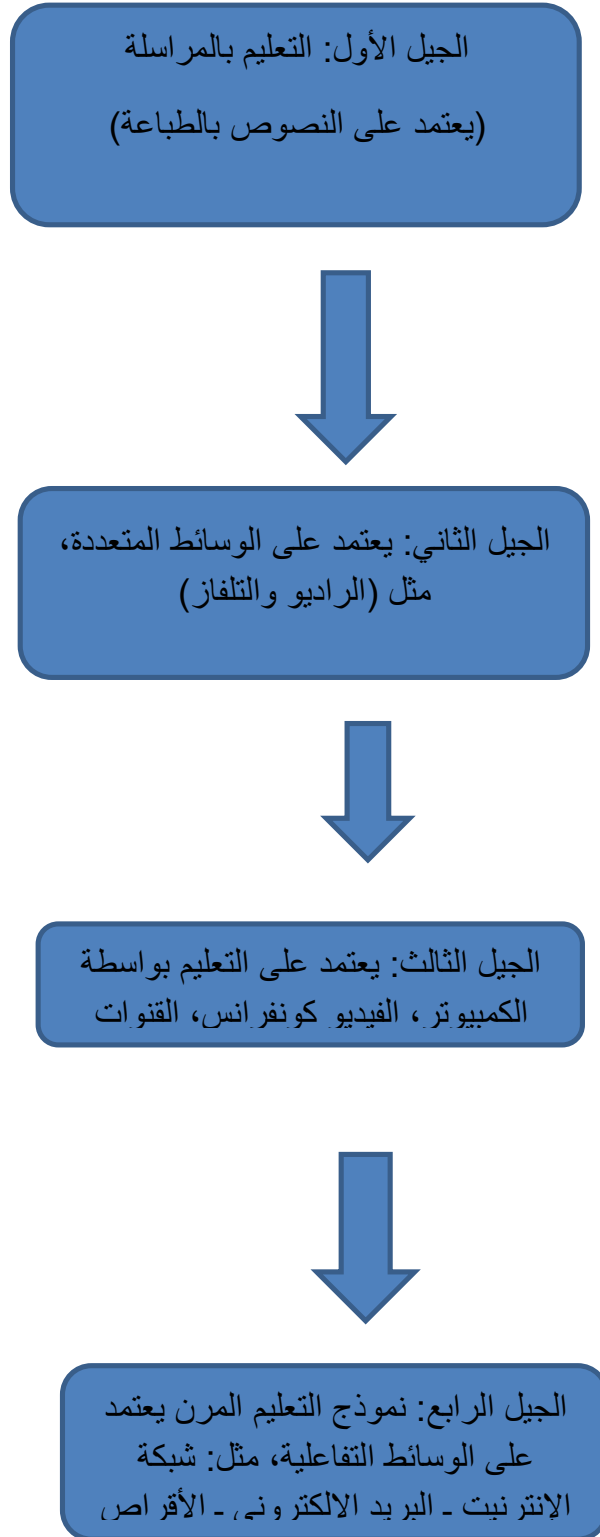 الجيل الأول: التعليم بالمراسلة
(يعتمد على النصوص بالطباعة)
الجيل الثاني: يعتمد على الوسائط المتعددة،
مثل (الراديو والتلفاز)
الجيل الثالث: يعتمد على التعليم بواسطة
الكمبيوتر، الفيديو كونفرانس، القنوات
الجيل الرابع: نموذج التعليم المرن يعتمد
على الوسائط التفاعلية، مثل: شبكة
الإنترنيت ـ البريد الالكتروني ـ الأقراص